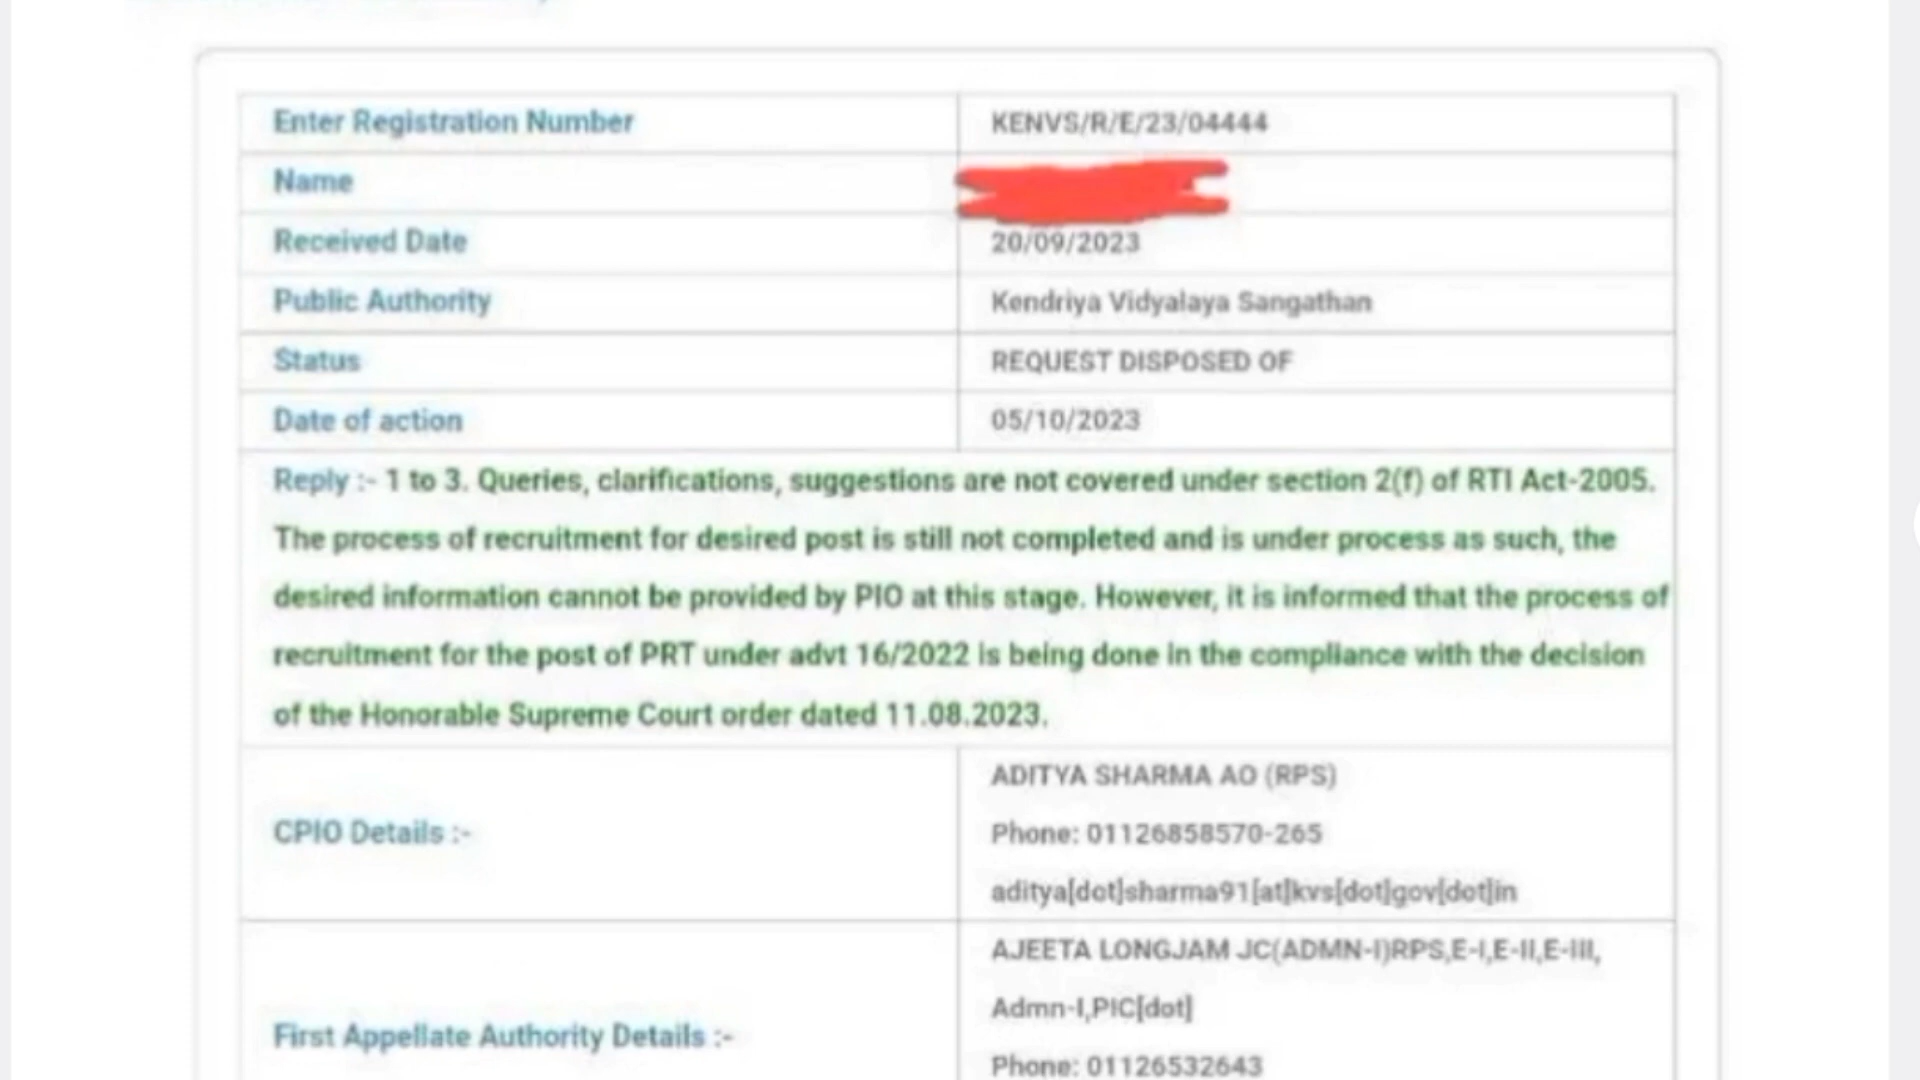 Enter Registration Number KENVS/R/E/23/04444
Name
Received Date 20/09/2023
Public Authority Kendriya Vidyalaya Sangathan
Status REQUEST DISPOSED OF
Date of action 05/10/2023
Reply :- 1 to 3. Queries, clarifications, suggestions are not covered under section 2(f) of RTI Act-2005.
The process of recruitment for desired post is still not completed and is under process as such, the
desired information cannot be provided by PIO at this stage. However, it is informed that the process of
recruitment for the post of PRT under advt 16/2022 is being done in the compliance with the decision
of the Honorable Supreme Court order dated 11.08.2023.
ADITYA SHARMA AO (RPS)
CPIO Details :- Phone: 01126858570-265
aditya[dot]sharma91[at]kvs[dot]gov[dot]in
AJEETA LONGJAM JC(ADMN-I)RPS,E-I,E-II,E-III,
Admn-I,PIC[dot]
First Appellate Authority Details :-
Phone: 01126532643